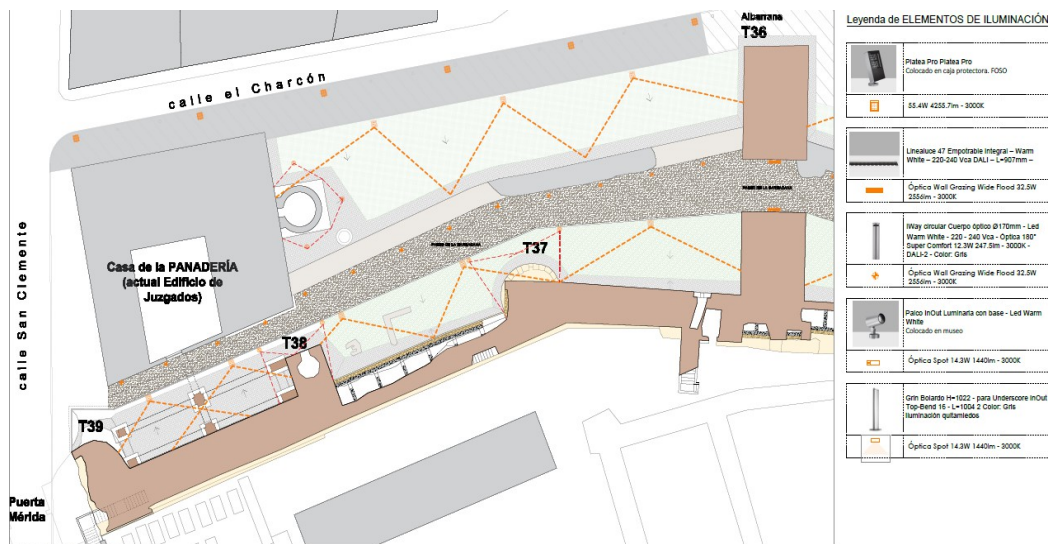 Albarrana
T36
calle el Charcón
calle San Clemente
Casa de la PANADERÍA
(actual Edificio de
Juzgados)
T37
T38
T39
Puerta
Mérida
Leyenda de ELEMENTOS DE ILUMINACIÓN
Platea Pro Platea Pro
Colocado en caja protectora. FOSO
55.4W 4255.7lm - 3000K
Linealuce 47 Empotrable integral – Warm
White – 220-240 Vca DALI – L=907mm –
Óptica Wall Grazing Wide Flood 32.5W
2556lm - 3000K
iWay circular Cuerpo óptico Ø170mm - Led
Warm White - 220 - 240 Vca - Optica 180°
Super Comfort 12.3W 247.5lm - 3000K -
DALI-2 - Color: Gris
Óptica Wall Grazing Wide Flood 32.5W
2556lm - 3000K
Palco InOut Luminaria con base - Led Warm
White
Colocado en museo
Óptica Spot 14.3W 1440lm - 3000K
Grin Bolardo H=1022 - para Underscore InOut
Top-Bend 16 - L=1004 2 Color: Gris
Iluminación quitamiedos
Óptica Spot 14.3W 1440lm - 3000K